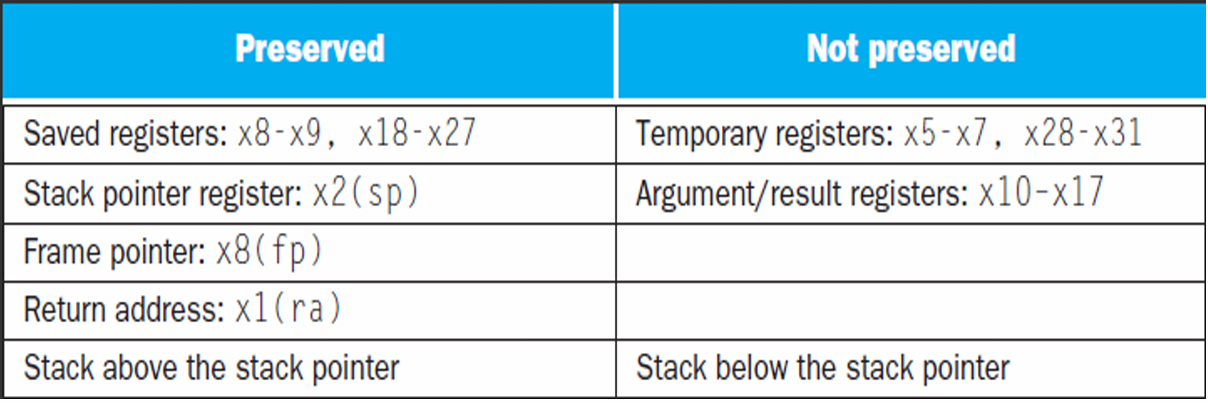 Preserved Not preserved
Saved registers: x8-x9, x18-x27 Temporary registers: x5-x7, x28-x31
Stack pointer register: x2(sp) Argument/result registers: x10–x17
Frame pointer: x8(fp)
Return address: x1(ra)
Stack above the stack pointer Stack below the stack pointer